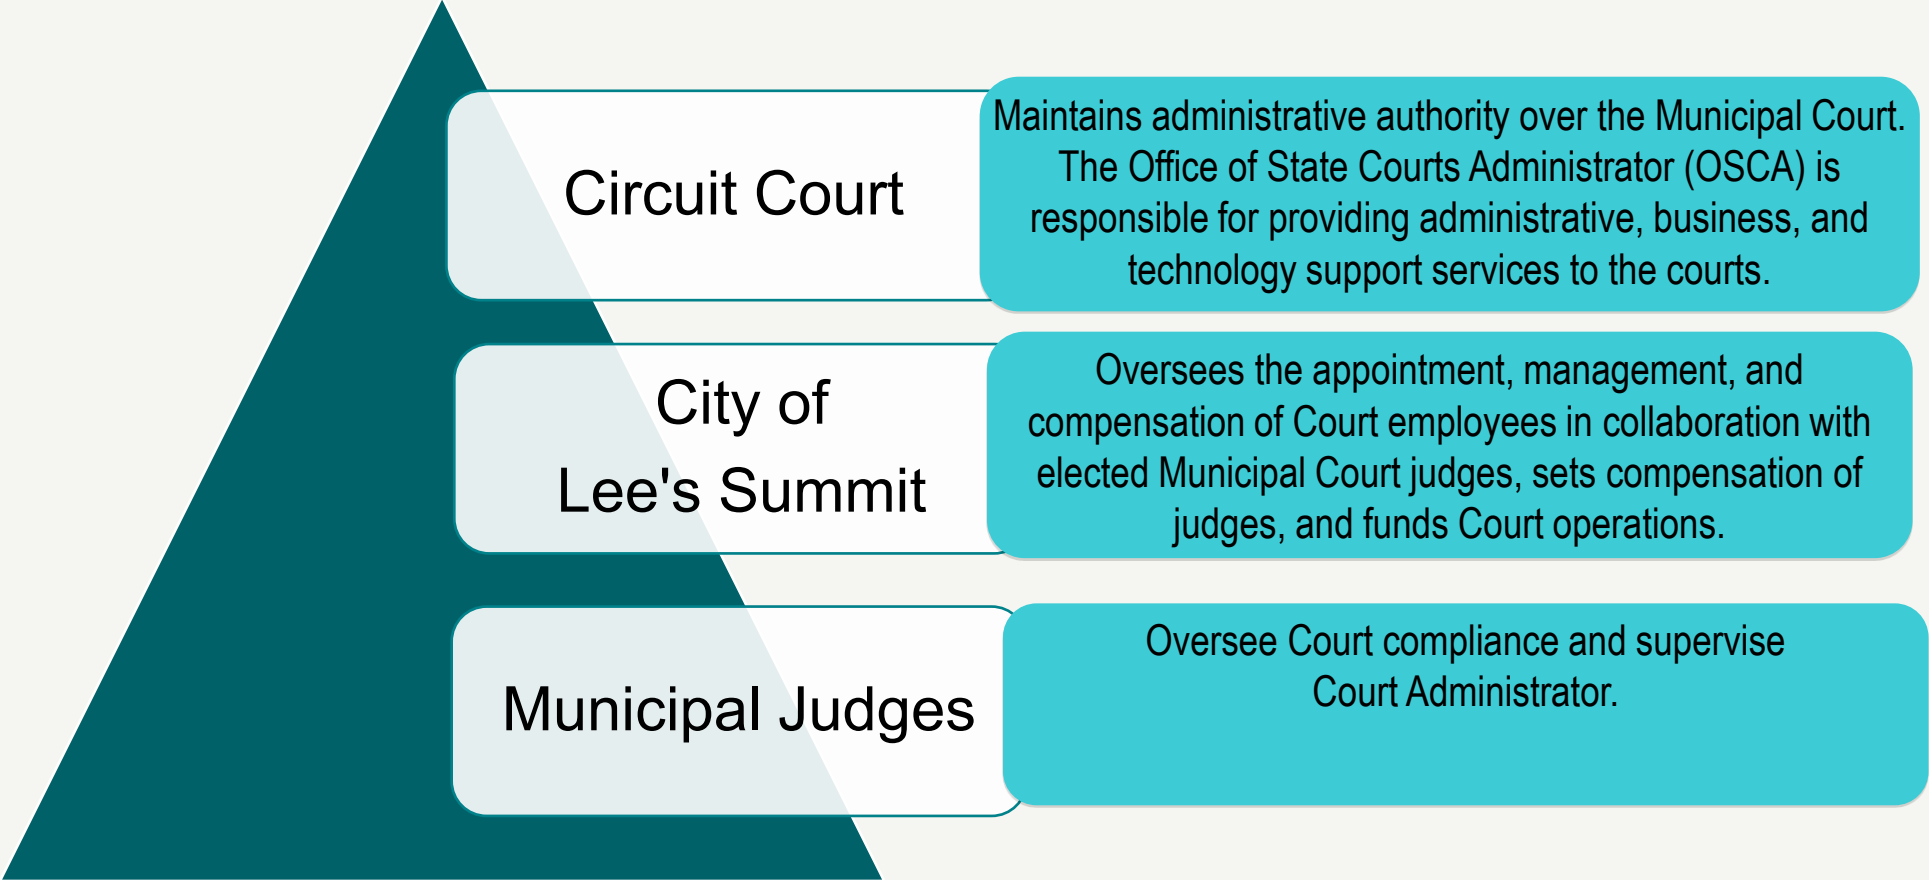 Circuit Court
Maintains administrative authority over the Municipal Court.
The Office of State Courts Administrator (OSCA) is
responsible for providing administrative, business, and
technology support services to the courts.
City of
Lee's Summit
Oversees the appointment, management, and
compensation of Court employees in collaboration with
elected Municipal Court judges, sets compensation of
judges, and funds Court operations.
Municipal Judges
Oversee Court compliance and supervise
Court Administrator.